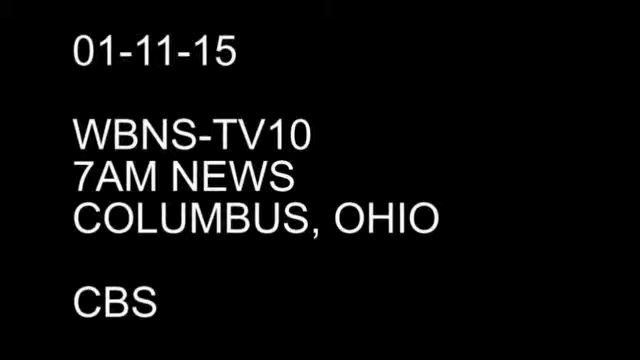 01-11-15
WBNS-TV10
7AM NEWS
COLUMBUS, OHIO
CBS